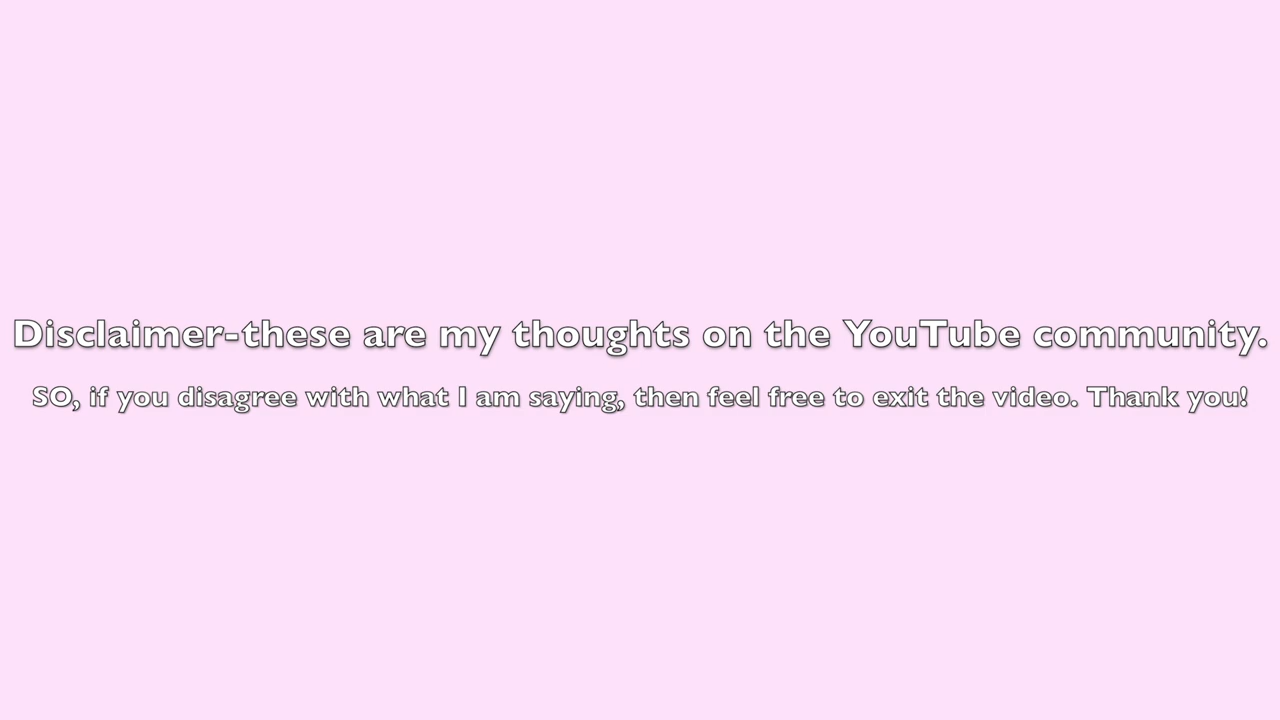 Disclaimer-these are my thoughts on the YouTube community.
SO, if you disagree with what I am saying, then feel free to exit the video. Thank you!